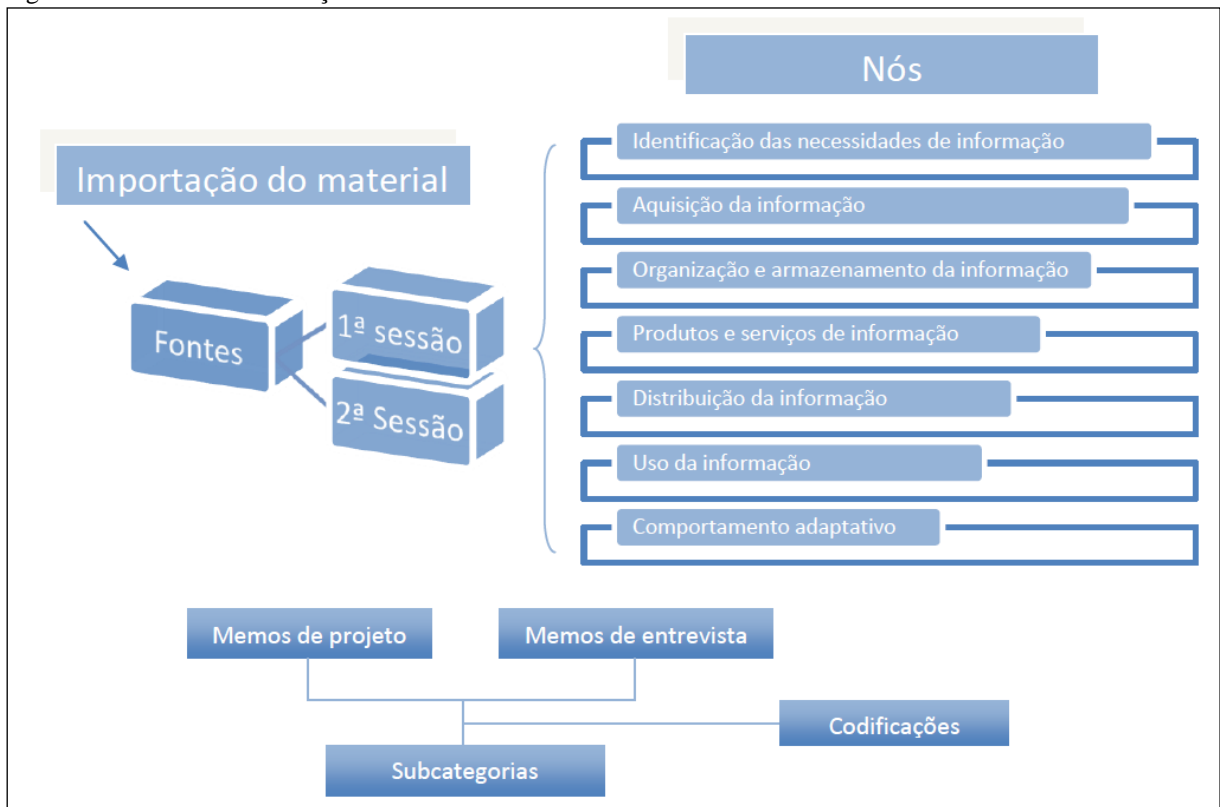 Nós
Importação do material
Fontes
1ª sessão
2ª Sessão
Identificação das necessidades de informação
Aquisição da informação
Organização e armazenamento da informação
Produtos e serviços de informação
Distribuição da informação
Uso da informação
Comportamento adaptativo
Memos de projeto
Memos de entrevista
Codificações
Subcategorias